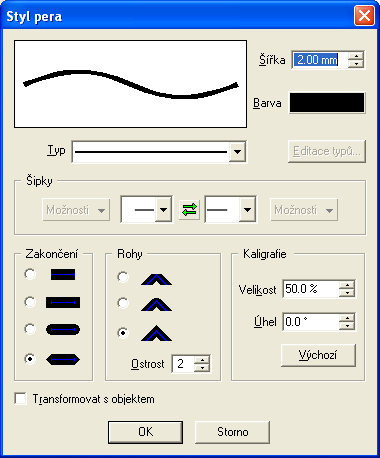 Styl pera
Šířka 2.00 mm
Barva
Typ
Editace typů...
Šipky
Možnosti
Možnosti
Zakončení
Rohy
Ostrost 2
Kaligrafie
Velikost 50.0 %
Úhel 0.0 °
Výchozí
Transformovat s objektem
OK
Storno